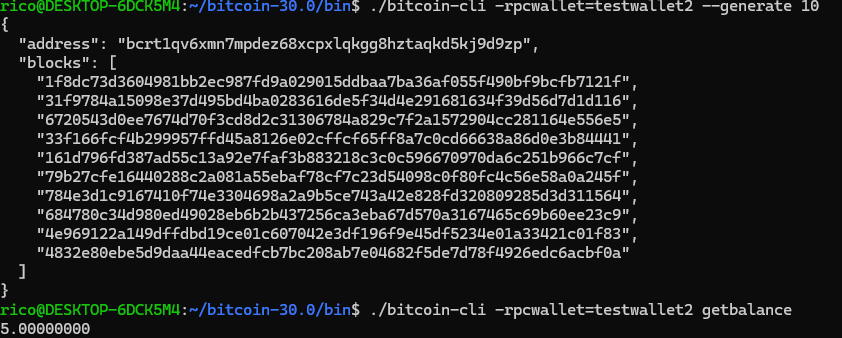 rico@DESKTOP-6DCK5M4:~/bitcoin-30.0/bin$ ./bitcoin-cli -rpcwallet=testwallet2 --generate 10
{
  "address": "bcrt1qv6xmn7mpdez68xcpxlqkgg8hztaqkd5kj9d9zp",
  "blocks": [
    "1f8dc73d3604981bb2ec987fd9a029015ddbaa7ba36af055f490bf9bcfb7121f",
    "31f9784a15098e37d495bd4ba0283616de5f34d4e291681634f39d56d7d1d116",
    "6720543d0ee7674d70f3cd8d2c31306784a829c7f2a1572904cc281164e556e5",
    "33f166fcf4b299957ffd45a8126e02cffcf65ff8a7c0cd66638a86d0e3b84441",
    "161d796fd387ad55c13a92e7faf3b883218c3c0c596670970da6c251b966c7cf",
    "79b27cfe16440288c2a081a55ebaf78cf7c23d54098c0f80fc4c56e58a0a245f",
    "784e3d1c9167410f74e3304698a2a9b5ce743a42e828fd320809285d3d311564",
    "684780c34d980ed49028eb6b2b437256ca3eba67d570a3167465c69b60ee23c9",
    "4e969122a149dffdbd19ce01c607042e3df196f9e45df5234e01a33421c01f83",
    "4832e80ebe5d9daa44eacedfcb7bc208ab7e04682f5de7d78f4926edc6acbf0a"
  ]
}
rico@DESKTOP-6DCK5M4:~/bitcoin-30.0/bin$ ./bitcoin-cli -rpcwallet=testwallet2 getbalance
5.00000000